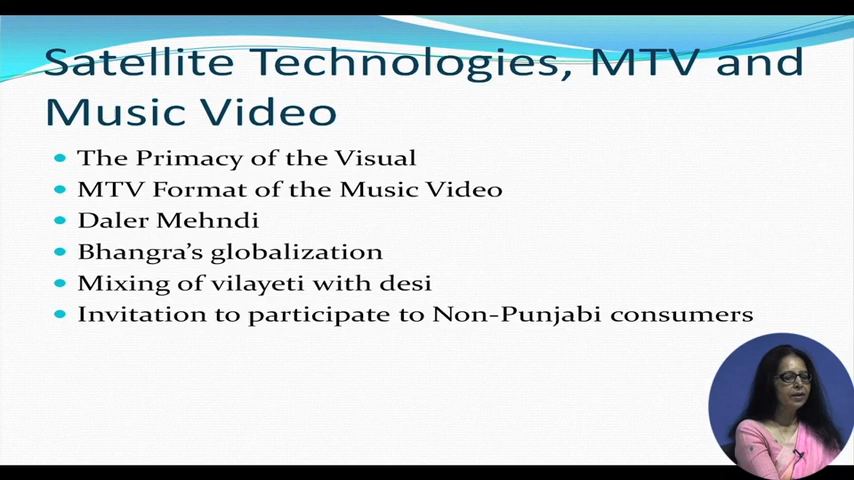 Satellite Technologies, MTV and
Music Video
The Primacy of the Visual
MTV Format of the Music Video
Daler Mehndi
Bhangra’s globalization
Mixing of vilayeti with desi
Invitation to participate to Non-Punjabi consumers